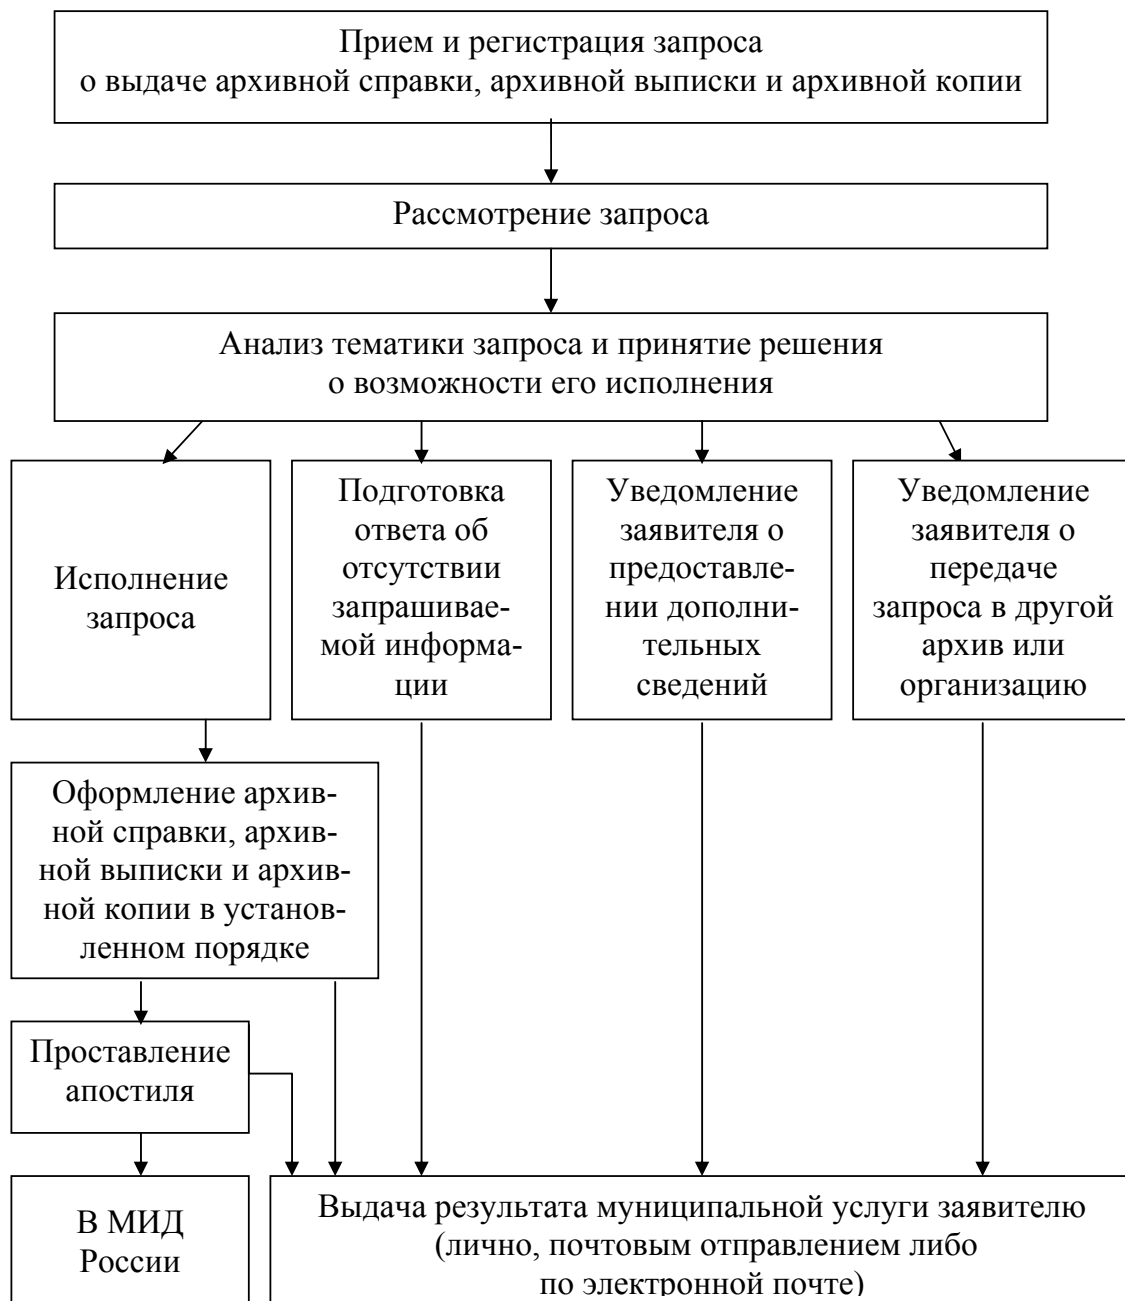 Прием и регистрация запроса
о выдаче архивной справки, архивной выписки и архивной копии
Рассмотрение запроса
Анализ тематики запроса и принятие решения
о возможности его исполнения
Исполнение
запроса
Подготовка
ответа об
отсутствии
запрашивае-
мой информа-
ции
Уведомление
заявителя о
предоставле-
нии дополни-
тельных
сведений
Уведомление
заявителя о
передаче
запроса в другой
архив или
организацию
Оформление архив-
ной справки, архив-
ной выписки и архив-
ной копии в установ-
ленном порядке
Проставление
апостиля
В МИД
России
Выдача результата муниципальной услуги заявителю
(лично, почтовым отправлением либо
по электронной почте)